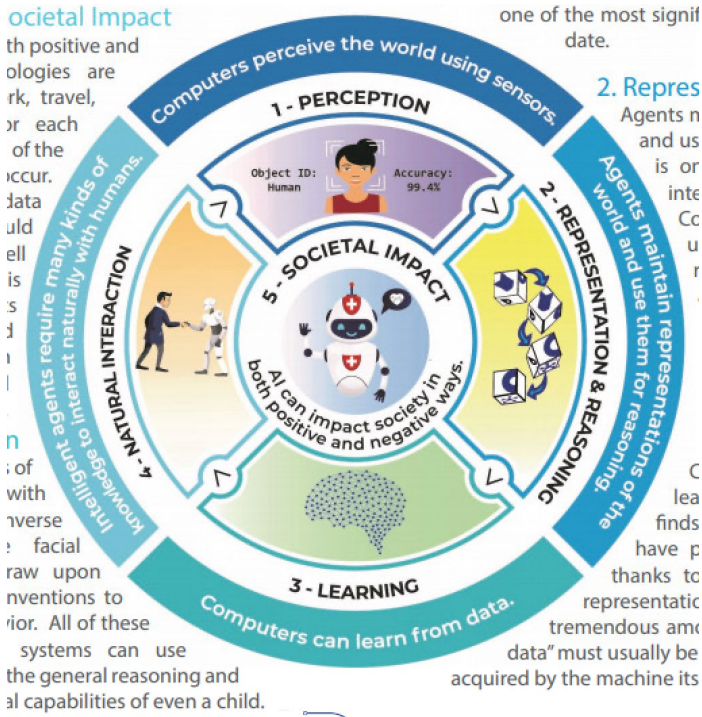 ocietal Impact
th positive and
ologies are
rk, travel,
or each
of the
occur.
data
uld
ell
is
ts
d
n
l
.
n
s of
with
nverse
e facial
raw upon
nventions to
vior. All of these
systems can use
the general reasoning and
al capabilities of even a child.
one of the most signif
date.
2. Repres
Agents m
and us
is or
inte
Co
u
r
C
lea
finds
have p
thanks to
representatio
tremendous amo
data” must usually be
acquired by the machine its
Computers perceive the world using sensors.
1 - PERCEPTION
Object ID:
Human
Accuracy:
99.4%
Agents maintain representations of the
world and use them for reasoning.
2 - REPRESENTATION & REASONING
3 - LEARNING
Computers can learn from data.
Intelligent agents require many kinds of
knowledge to interact naturally with humans.
4 - NATURAL INTERACTION
5 - SOCIETAL IMPACT
AI can impact society in
both positive and negative ways.